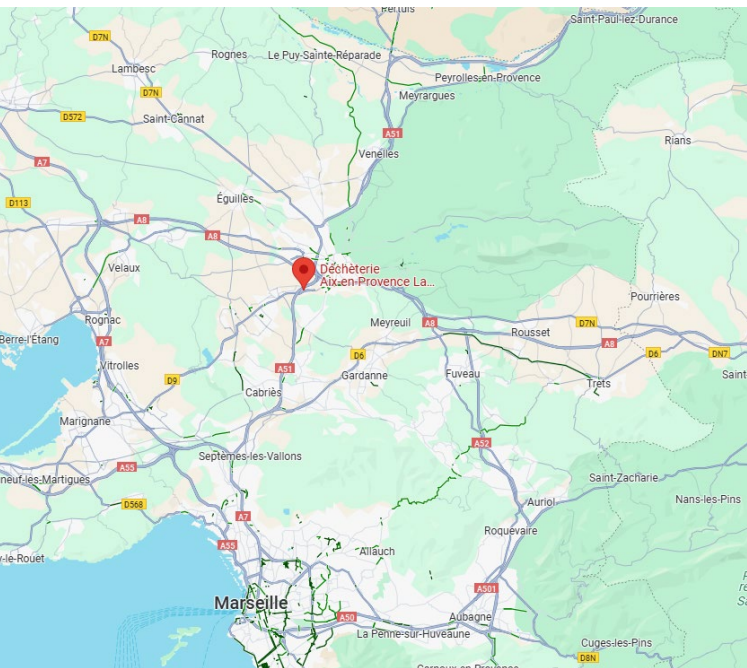 Pertuis
Saint-Paul-lez-Durance
D7N
Rognes
Le Puy-Sainte-Réparade
Lambesc
Peyrolles-en-Provence
D7N
Meyrargues
D572
Saint-Cannat
A51
Rians
A7
Venelles
Éguilles
D113
A8
A8
Velaux
Déchèterie
Aix-en-Provence La...
Pourrières
Rognac
Meyreuil
A8
D7N
Rousset
Berre-l'Étang
A7
A8
D6
D6
DN7
Vitrolles
A51
D9
Gardanne
Fuveau
Trets
Saint
Cabriès
Marignane
A52
Septèmes-les-Vallons
A55
neuf-les-Martigues
Saint-Zacharie
Nans-les-Pins
D568
Auriol
A7
Roquevaire
A55
Allauch
y-le-Rouet
A501
Marseille
A50
Aubagne
La Penne-sur-Huveaune
Cuges-les-Pins
D8N